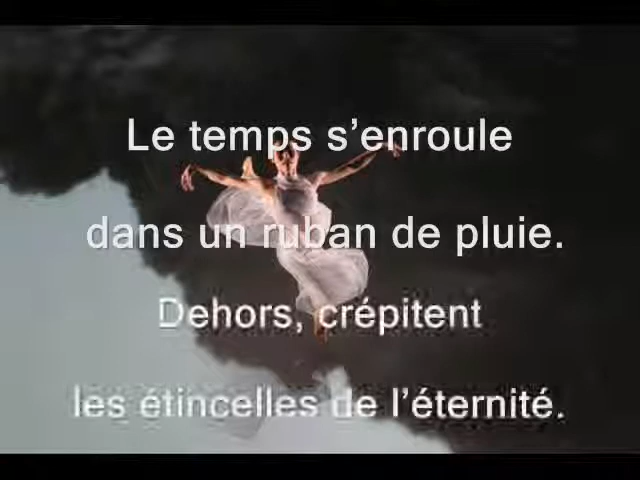 Le temps s’enroule
dans un ruban de pluie.
Dehors, crépitent
les étincelles de l’éternité.